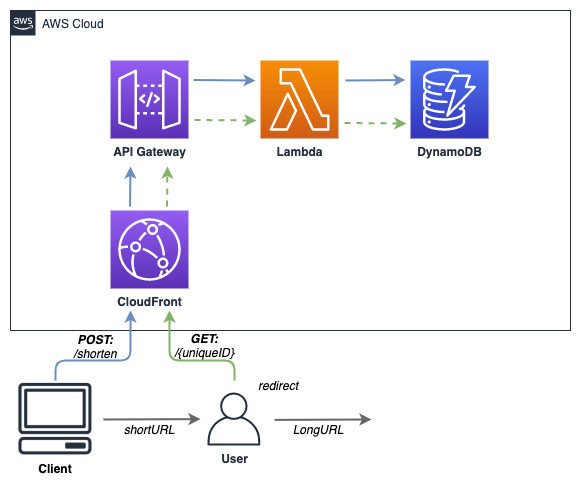 aws
AWS Cloud
</>
API Gateway
Lambda
DynamoDB
CloudFront
POST:
/shorten
GET:
/{uniqueID}
redirect
shortURL
LongURL
User
Client